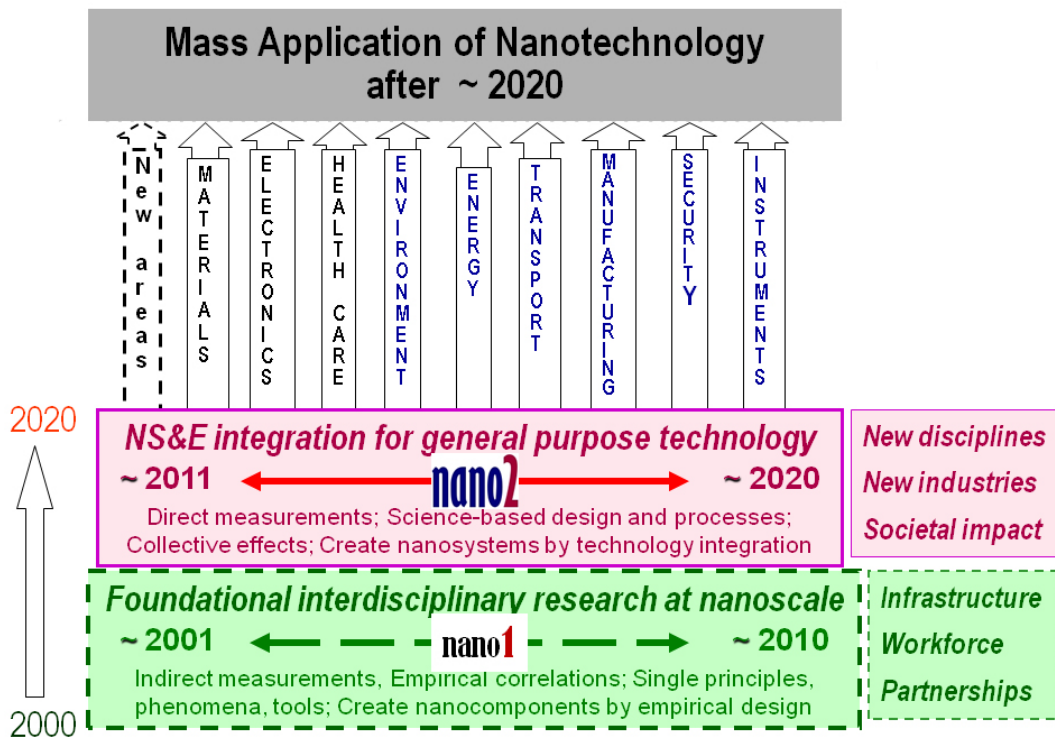 Mass Application of Nanotechnology
after ~ 2020
New areas
MATERIALS
ELECTRONICS
HEALTH CARE
ENVIRONMENT
ENERGY
TRANSPORT
MANUFACTURING
SECURITY
INSTRUMENTS
2020
NS&E integration for general purpose technology
~ 2011
nano2
~ 2020
Direct measurements; Science-based design and processes;
Collective effects; Create nanosystems by technology integration
New disciplines
New industries
Societal impact
Foundational interdisciplinary research at nanoscale
~ 2001
nano1
~ 2010
Indirect measurements, Empirical correlations; Single principles,
phenomena, tools; Create nanocomponents by empirical design
Infrastructure
Workforce
Partnerships
2000